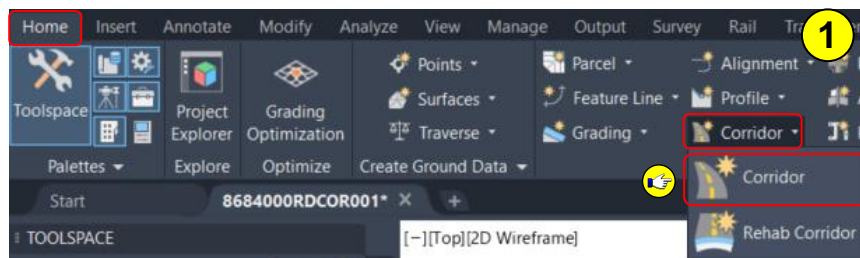 Home Insert Annotate Modify Analyze View Manage Output Survey Rail
1
Points Parcel Alignment
Surfaces Feature Line Profile
Toolspace Project Explorer Grading Optimization Traverse Grading Corridor
Palettes Explore Optimize Create Ground Data
Corridor
Start 8684000RDCOR001*
Rehab Corridor
TOOLSPACE [−][Top][2D Wireframe]